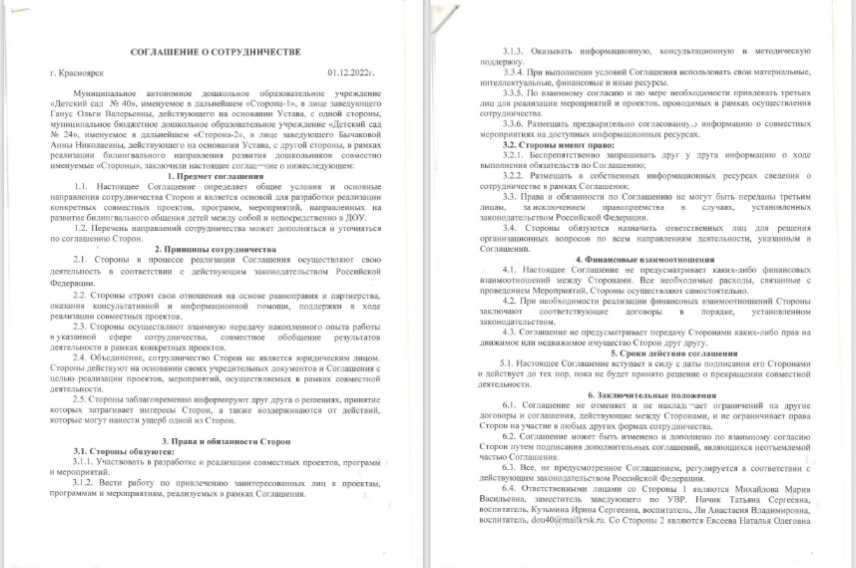 СОГЛАШЕНИЕ О СОТРУДНИЧЕСТВЕ
г. Красноярск 01.12.2022г.
Муниципальное автономное дошкольное образовательное учреждение
«Детский сад № 40», именуемое в дальнейшем «Сторона-1», в лице заведующего
Ганус Ольги Валерьевны, действующего на основании Устава, с одной стороны,
муниципальное бюджетное дошкольное образовательное учреждение «Детский сад
№ 24», именуемое в дальнейшем «Сторона-2», в лице заведующего Бычаковой
Анны Николаевны, действующего на основании Устава, с другой стороны, в рамках
реализации билингвального направления развития дошкольников совместно
именуемые «Стороны», заключили настоящее соглашение о нижеследующем:
1. Предмет соглашения
1.1. Настоящее Соглашение определяет общие условия и основные
направления сотрудничества Сторон и является основой для разработки реализации
конкретных совместных проектов, программ, мероприятий, направленных на
развитие билингвального общения детей между собой и непосредственно в ДОУ.
1.2. Перечень направлений сотрудничества может дополняться и уточняться
по соглашению Сторон.
2. Принципы сотрудничества
2.1. Стороны в процессе реализации Соглашения осуществляют свою
деятельность в соответствии с действующим законодательством Российской
Федерации.
2.2. Стороны строят свои отношения на основе равноправия и партнерства,
оказания консультативной и информационной помощи, поддержки в ходе
реализации совместных проектов.
2.3. Стороны осуществляют взаимную передачу накопленного опыта работы
в указанной сфере сотрудничества, совместное обобщение результатов
деятельности в рамках конкретных проектов.
2.4. Объединение, сотрудничество Сторон не является юридическим лицом.
Стороны действуют на основании своих учредительных документов и Соглашения с
целью реализации проектов, мероприятий, осуществляемых в рамках совместной
деятельности.
2.5. Стороны заблаговременно информируют друг друга о решениях, принятие
которых затрагивает интересы Сторон, а также воздерживаются от действий,
которые могут нанести ущерб одной из Сторон.
3. Права и обязанности Сторон
3.1. Стороны обязуются:
3.1.1. Участвовать в разработке и реализации совместных проектов, программ
и мероприятий.
3.1.2. Вести работу по привлечению заинтересованных лиц к проектам,
программам и мероприятиям, реализуемых в рамках Соглашения.
3.1.3. Оказывать информационную, консультационную и методическую
поддержку.
3.3.4. При выполнении условий Соглашения использовать свои материальные,
интеллектуальные, финансовые и иные ресурсы.
3.3.5. По взаимному согласию и по мере необходимости привлекать третьих
лиц для реализации мероприятий и проектов, проводимых в рамках осуществления
сотрудничества.
3.3.6. Размещать предварительно согласованную информацию о совместных
мероприятиях на доступных информационных ресурсах.
3.2. Стороны имеют право:
3.2.1. Беспрепятственно запрашивать друг у друга информацию о ходе
выполнения обязательств по Соглашению;
3.2.2. Размещать в собственных информационных ресурсах сведения о
сотрудничестве в рамках Соглашения;
3.3. Права и обязанности по Соглашению не могут быть переданы третьим
лицам, за исключением правопреемства в случаях, установленных
законодательством Российской Федерации.
3.4. Стороны обязуются назначить ответственных лиц для решения
организационных вопросов по всем направлениям деятельности, указанным в
Соглашений.
4. Финансовые взаимоотношения
4.1. Настоящее Соглашение не предусматривает каких-либо финансовых
взаимоотношений между Сторонами. Все необходимые расходы, связанные с
проведением Мероприятий, Стороны осуществляют самостоятельно.
4.2. При необходимости реализации финансовых взаимоотношений Стороны
заключают соответствующие договоры в порядке, установленном
законодательством.
4.3. Соглашение не предусматривает передачу Сторонами каких-либо прав на
движимое или недвижимое имущество Сторон друг другу.
5. Сроки действия соглашения
5.1. Настоящее Соглашение вступает в силу с даты подписания его Сторонами
и действует до тех пор, пока не будет принято решение о прекращении совместной
деятельности.
6. Заключительные положения
6.1. Соглашение не отменяет и не накладывает ограничений на другие
договоры и соглашения, действующие между Сторонами, и не ограничивает права
Сторон на участие в любых других формах сотрудничества.
6.2. Соглашение может быть изменено и дополнено по взаимному согласию
Сторон путем подписания дополнительных соглашений, являющихся неотъемлемой
частью Соглашения.
6.3. Все, не предусмотренное Соглашением, регулируется в соответствии с
действующим законодательством Российской Федерации.
6.4. Ответственными лицами со Стороны 1 являются Михайлова Мария
Васильевна, заместитель заведующего по УВР. Ничик Татьяна Сергеевна,
воспитатель, Кузьмина Ирина Сергеевна, воспитатель, Ли Анастасия Владимировна,
воспитатель, dou40@mailkrsk.ru. Со Стороны 2 являются Евсеева Наталья Олеговна